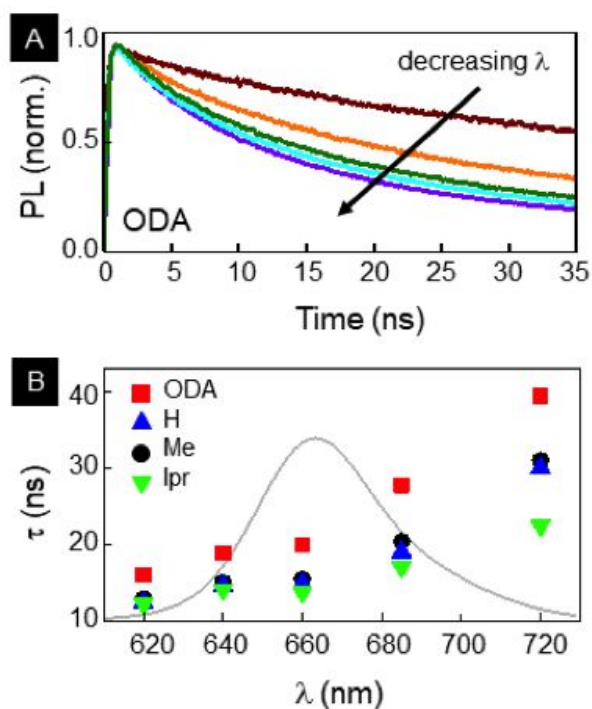 A
1.0
0.5
0.0
PL (norm.)
decreasing λ
ODA
0 5 10 15 20 25 30 35
Time (ns)
B
40
30
20
10
τ (ns)
ODA
H
Me
Ipr
620 640 660 680 700 720
λ (nm)